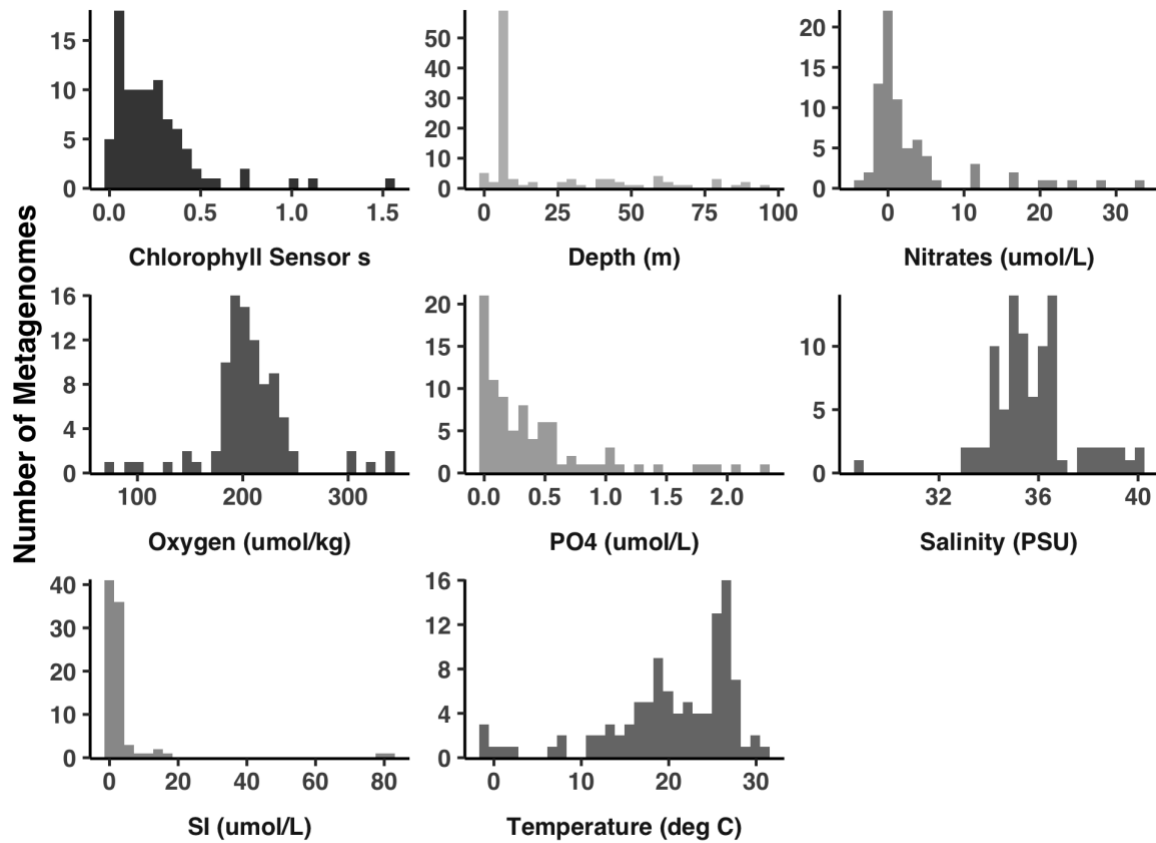 Number of Metagenomes
15
10
5
0
0.0 0.5 1.0 1.5
Chlorophyll Sensor s
50
40
30
20
10
0
0 25 50 75 100
Depth (m)
20
15
10
5
0
0 10 20 30
Nitrates (umol/L)
16
12
8
4
0
100 200 300
Oxygen (umol/kg)
20
15
10
5
0
0.0 0.5 1.0 1.5 2.0
PO4 (umol/L)
10
5
0
32 36 40
Salinity (PSU)
40
30
20
10
0
0 20 40 60 80
SI (umol/L)
16
12
8
4
0
0 10 20 30
Temperature (deg C)